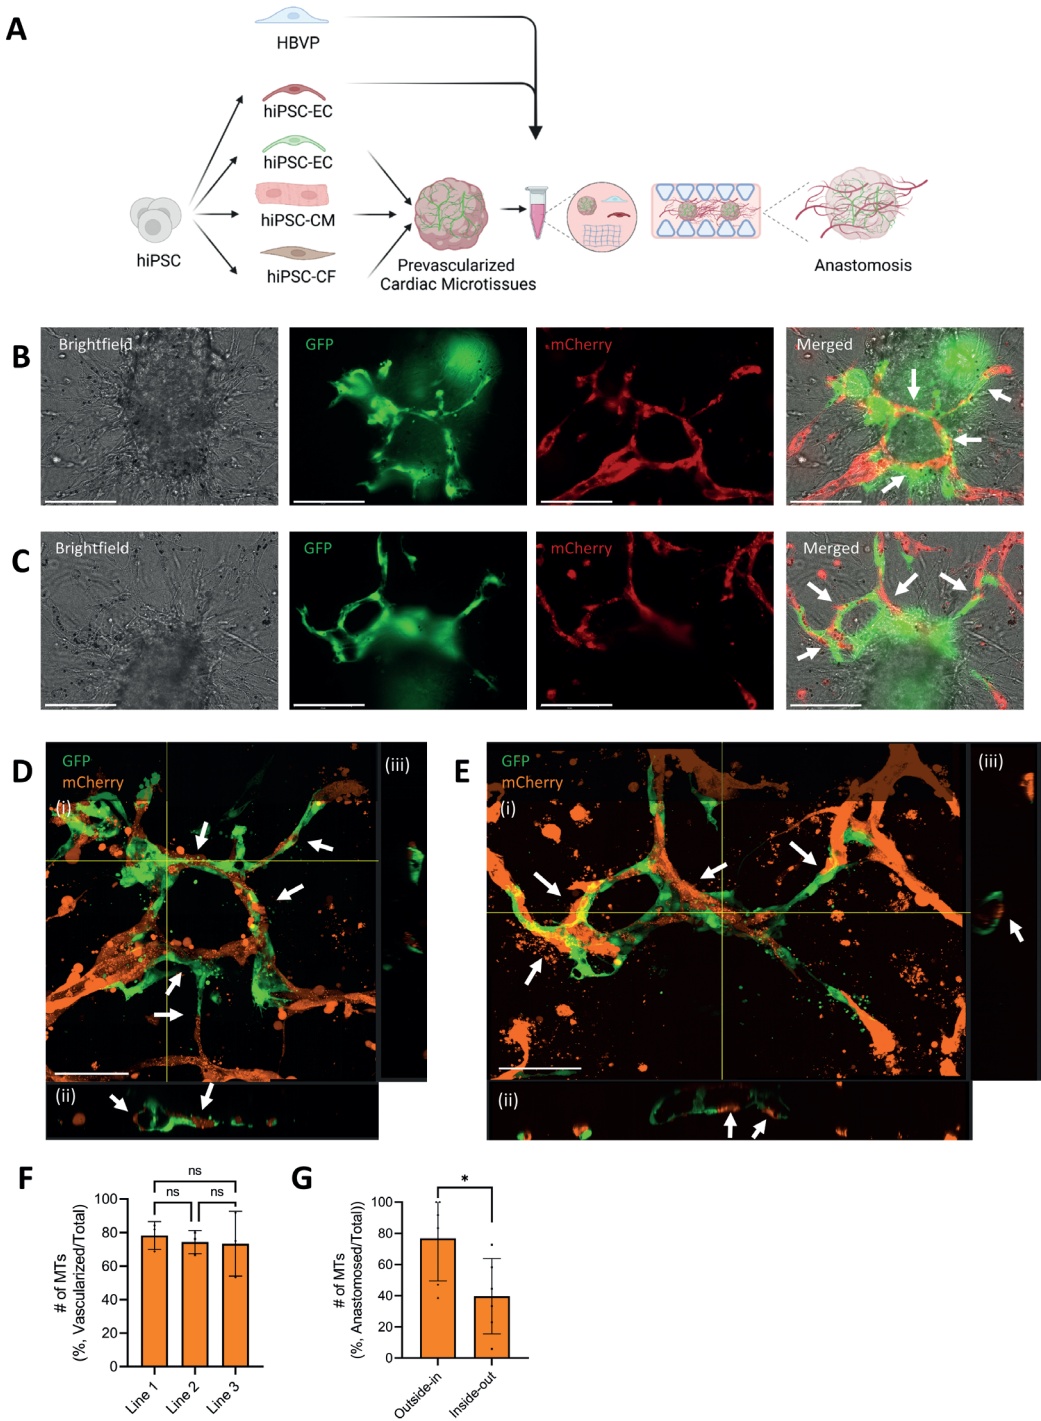 A
HBVP
hiPSC-EC
hiPSC-EC
hiPSC-CM
hiPSC-CF
hiPSC
Prevascularized
Cardiac Microtissues
Anastomosis
B
Brightfield
GFP
mCherry
Merged
C
Brightfield
GFP
mCherry
Merged
D
GFP
mCherry
(i)
(iii)
(ii)
E
GFP
mCherry
(i)
(iii)
(ii)
F
ns
ns
ns
# of MTs
(%, Vascularized/Total)
100
80
60
40
20
0
Line 1
Line 2
Line 3
G
*
# of MTs
(%, Anastomosed/Total))
100
80
60
40
20
0
Outside-in
Inside-out